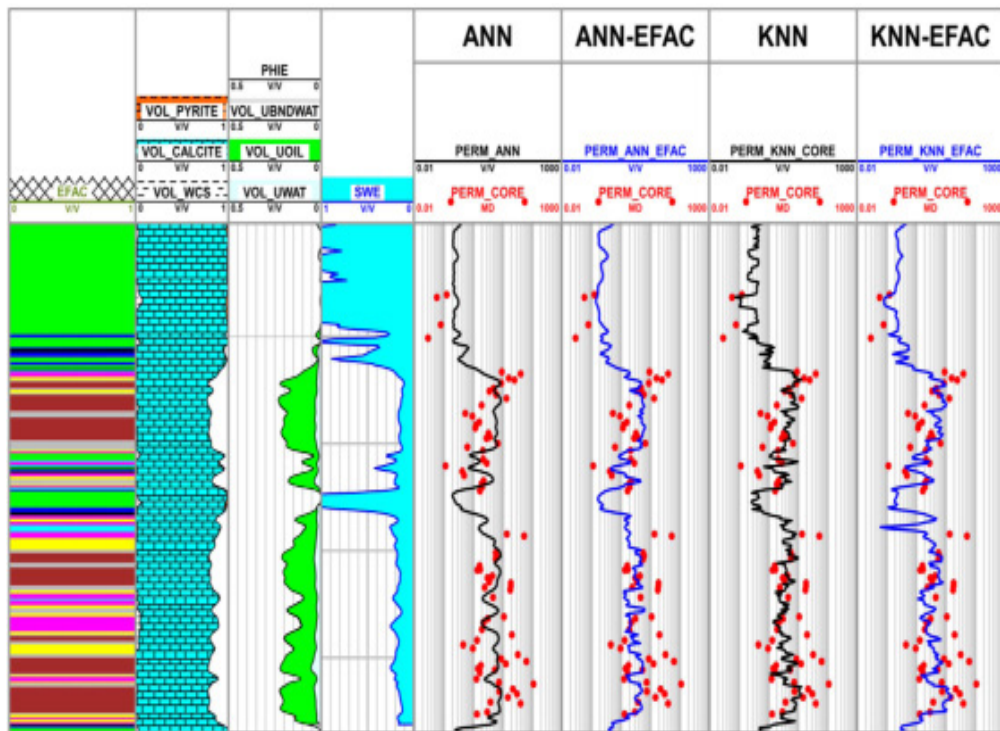 ANN ANN-EFAC KNN KNN-EFAC
PHIE
0.5 V/V 0
VOL_PYRITE VOL_UBNDWAT
0 V/V 1 0.5 V/V 0
VOL_CALCITE VOL_UOIL PERM_ANN PERM_ANN_EFAC PERM_KNN_CORE PERM_KNN_EFAC
0 V/V 1 0.5 V/V 0 0.01 V/V 1000 0.01 V/V 1000 0.01 V/V 1000 0.01 V/V 1000
EFAC VOL_WCS VOL_UWAT SWE PERM_CORE PERM_CORE PERM_CORE PERM_CORE
0 V/V 1 0 V/V 1 0.5 V/V 0 1 V/V 0 0.01 MD 1000 0.01 MD 1000 0.01 MD 1000 0.01 MD 1000